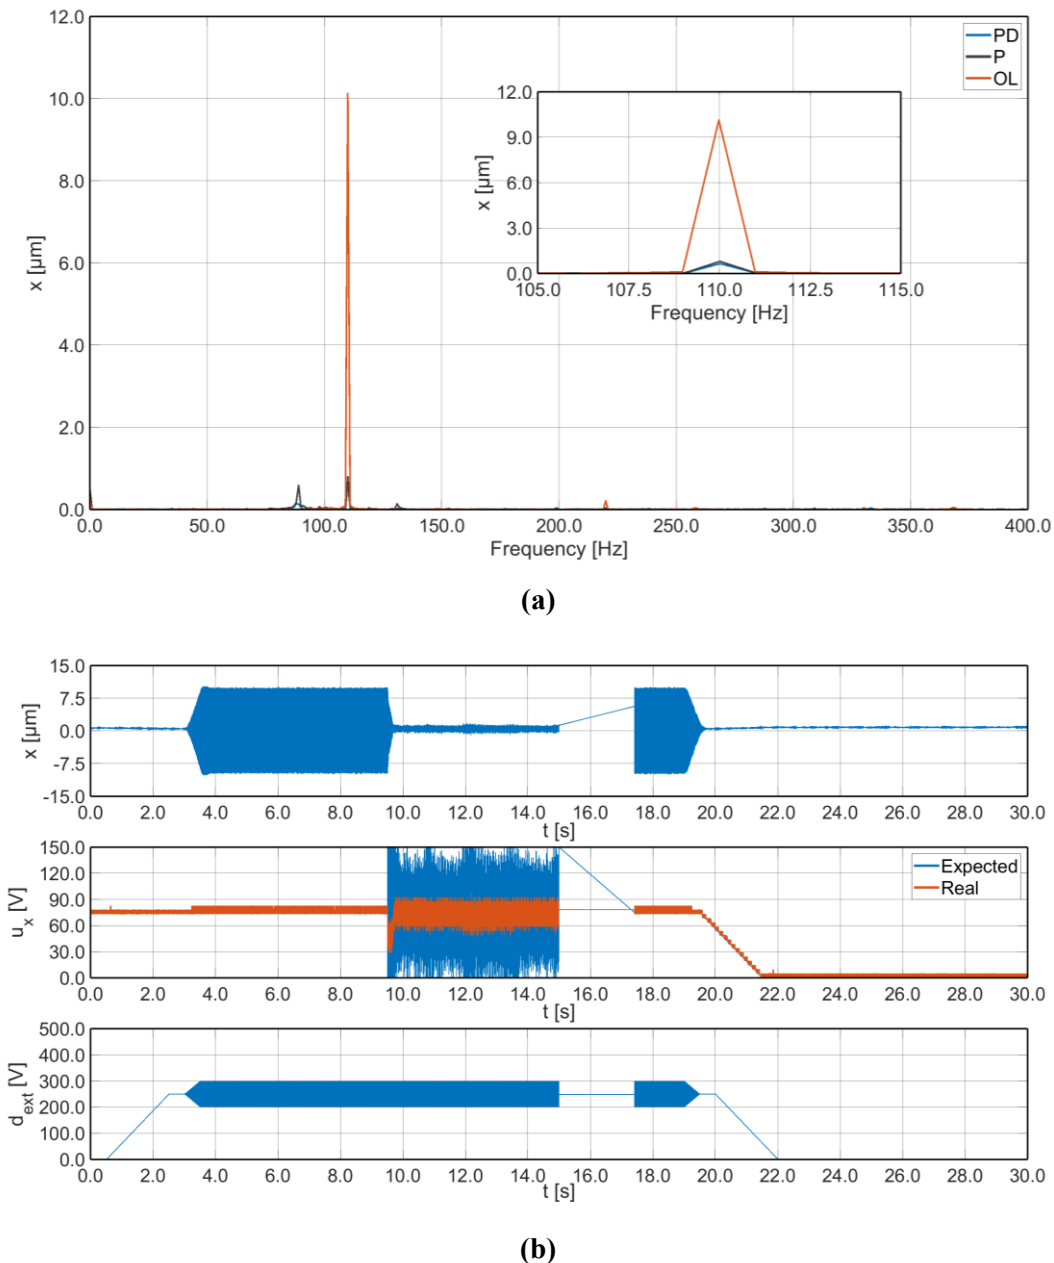 12.0
10.0
8.0
6.0
4.0
2.0
0.0
x [µm]
0.0 50.0 100.0 150.0 200.0 250.0 300.0 350.0 400.0
Frequency [Hz]
PD
P
OL
12.0
9.0
6.0
3.0
0.0
x [µm]
105.0 107.5 110.0 112.5 115.0
Frequency [Hz]
(a)
15.0
7.5
0.0
-7.5
-15.0
x [µm]
0.0 2.0 4.0 6.0 8.0 10.0 12.0 14.0 16.0 18.0 20.0 22.0 24.0 26.0 28.0 30.0
t [s]
150.0
120.0
90.0
60.0
30.0
0.0
u_x [V]
Expected
Real
0.0 2.0 4.0 6.0 8.0 10.0 12.0 14.0 16.0 18.0 20.0 22.0 24.0 26.0 28.0 30.0
t [s]
500.0
400.0
300.0
200.0
100.0
0.0
d_ext [V]
0.0 2.0 4.0 6.0 8.0 10.0 12.0 14.0 16.0 18.0 20.0 22.0 24.0 26.0 28.0 30.0
t [s]
(b)